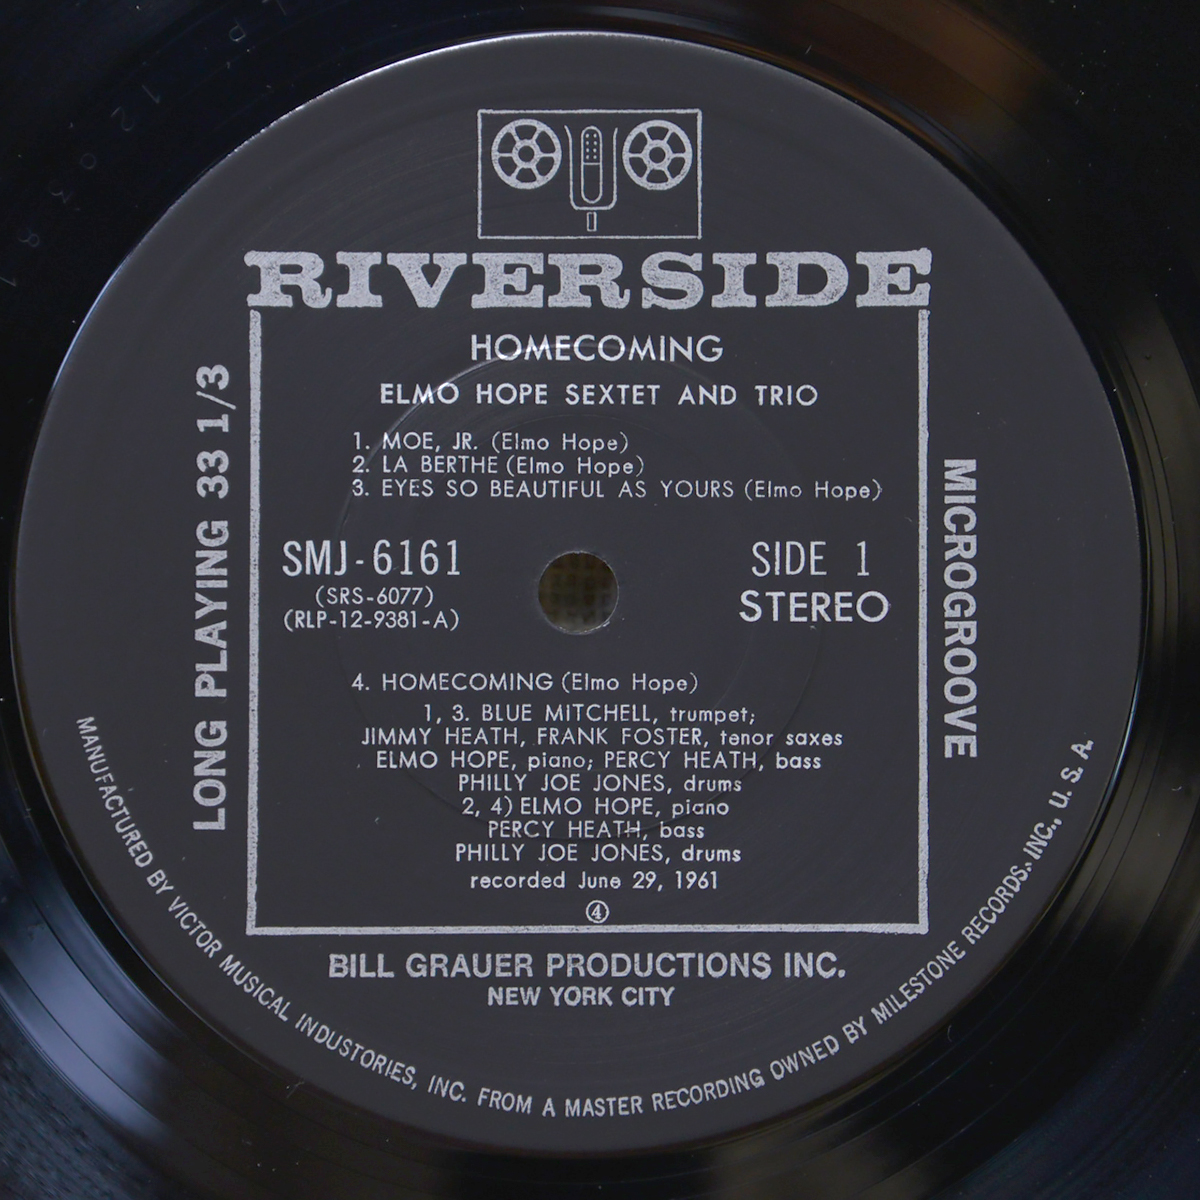 RIVERSIDE
HOMECOMING
ELMO HOPE SEXTET AND TRIO
1. MOE, JR. (Elmo Hope)
2. LA BERTHE (Elmo Hope)
3. EYES SO BEAUTIFUL AS YOURS (Elmo Hope)
SMJ-6161
(SRS-6077)
(RLP-12-9381-A)
SIDE 1
STEREO
4. HOMECOMING (Elmo Hope)
1, 3. BLUE MITCHELL, trumpet;
JIMMY HEATH, FRANK FOSTER, tenor saxes
ELMO HOPE, piano; PERCY HEATH, bass
PHILLY JOE JONES, drums
2, 4) ELMO HOPE, piano
PERCY HEATH, bass
PHILLY JOE JONES, drums
recorded June 29, 1961
④
LONG PLAYING 33 1/3
MICROGROOVE
BILL GRAUER PRODUCTIONS INC.
NEW YORK CITY
MANUFACTURED BY VICTOR MUSICAL INDUSTORIES, INC. FROM A MASTER RECORDING OWNED BY MILESTONE RECORDS. INC., U. S. A.